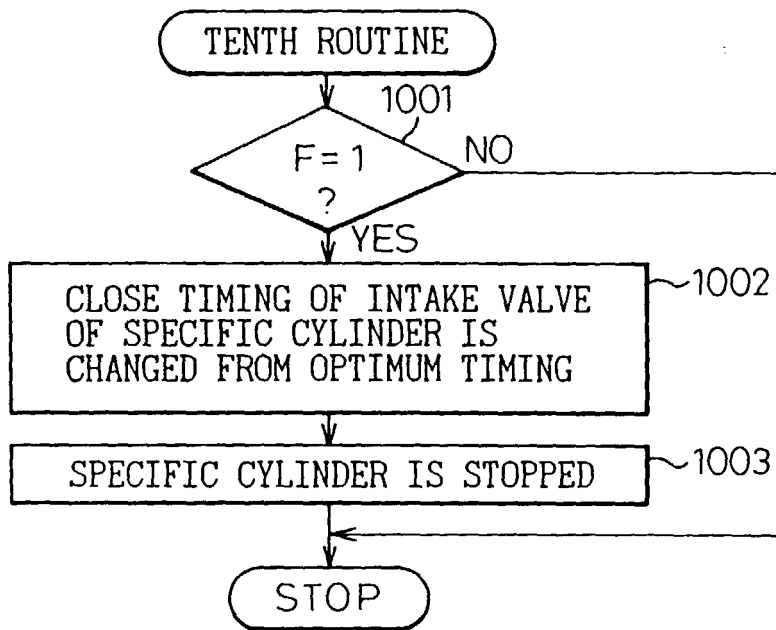 TENTH ROUTINE
1001
F = 1
?
NO
YES
CLOSE TIMING OF INTAKE VALVE
OF SPECIFIC CYLINDER IS
CHANGED FROM OPTIMUM TIMING
1002
SPECIFIC CYLINDER IS STOPPED
1003
STOP